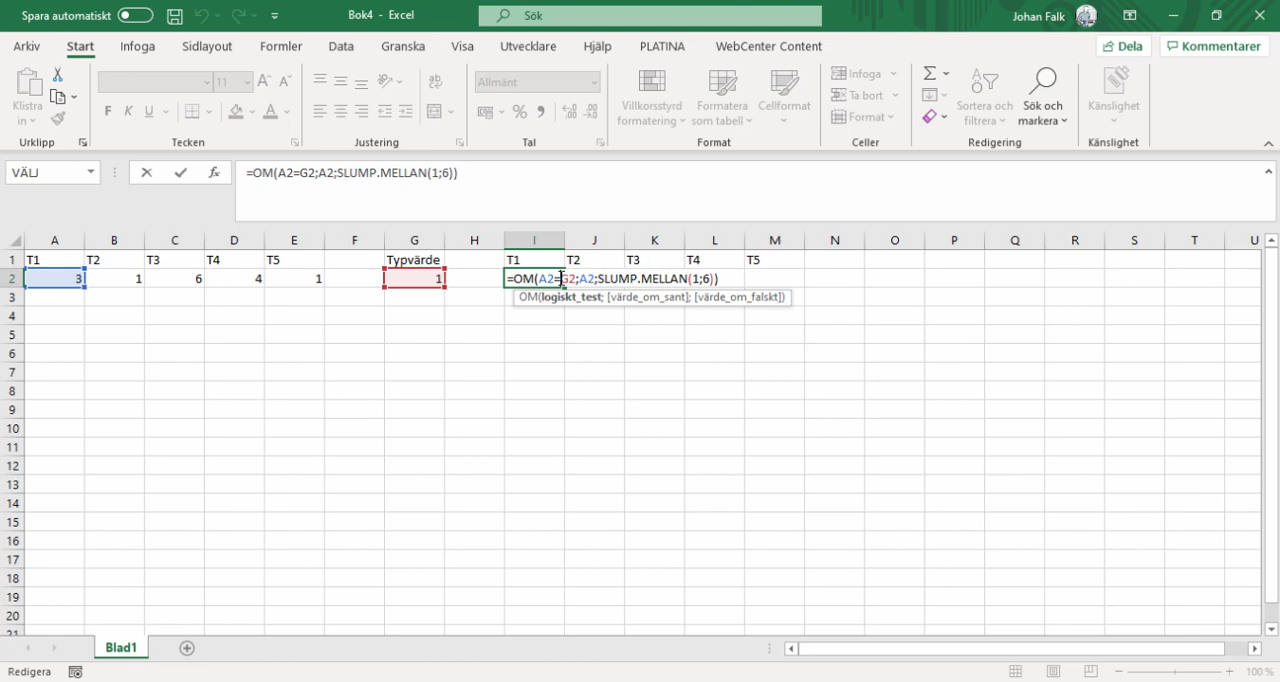 Spara automatiskt
Bok4 - Excel
Sök
Johan Falk
Arkiv Start Infoga Sidlayout Formler Data Granska Visa Utvecklare Hjälp PLATINA WebCenter Content
Dela Kommentarer
Klistra in
11
F K U
ab
Allmänt
% 
Villkorsstyrd formatering
Formatera som tabell
Cellformat
Infoga
Ta bort
Format
Sortera och filtrera
Sök och markera
Känslighet
Urklipp Tecken Justering Tal Format Celler Redigering Känslighet
VÄLJ fx =OM(A2=G2;A2;SLUMP.MELLAN(1;6))
A B C D E F G H I J K L M N O P Q R S T U
1 T1 T2 T3 T4 T5 Typvärde T1 T2 T3 T4 T5
2 3 1 6 4 1 1 =OM(A2=G2;A2;SLUMP.MELLAN(1;6))
OM(logiskt_test; [värde_om_sant]; [värde_om_falskt])
3
4
5
6
7
8
9
10
11
12
13
14
15
16
17
18
19
20
21
Blad1
Redigera
100 %